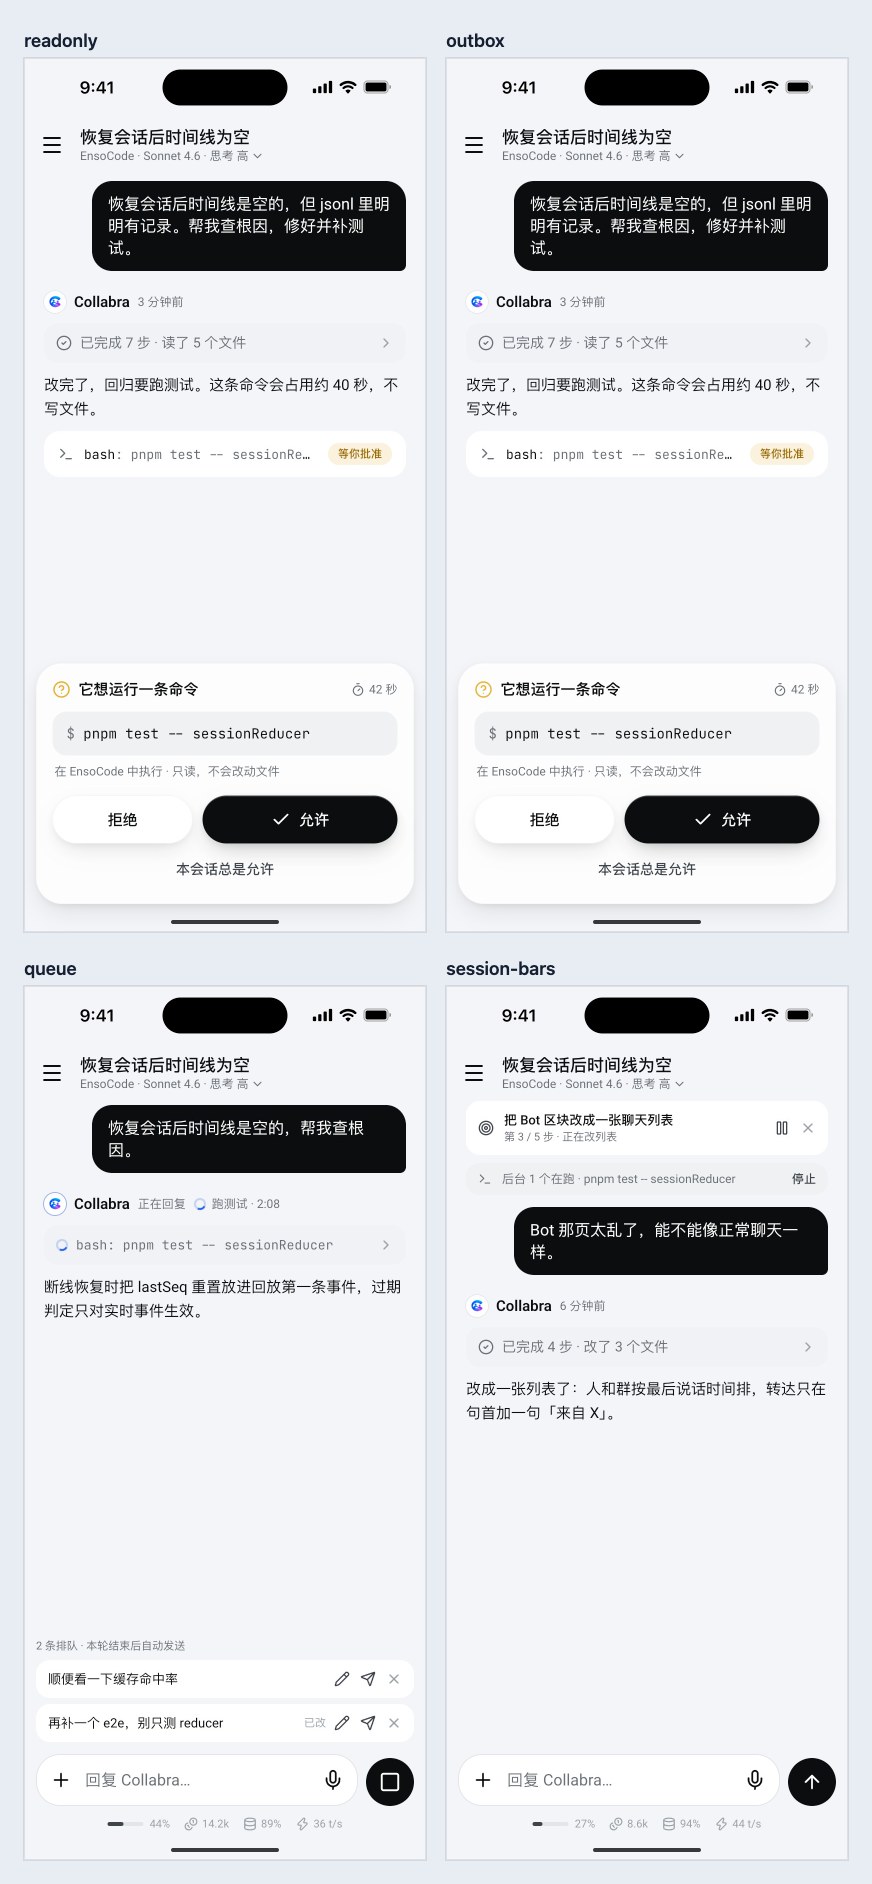 readonly
9:41
恢复会话后时间线为空
EnsoCode · Sonnet 4.6 · 思考 高
恢复会话后时间线是空的，但 jsonl 里明
明有记录。帮我查根因，修好并补测
试。
Collabra 3 分钟前
已完成 7 步 · 读了 5 个文件
改完了，回归要跑测试。这条命令会占用约 40 秒，不
写文件。
bash: pnpm test -- sessionRe… 等你批准
它想运行一条命令 42 秒
$ pnpm test -- sessionReducer
在 EnsoCode 中执行 · 只读，不会改动文件
拒绝 允许
本会话总是允许
outbox
9:41
恢复会话后时间线为空
EnsoCode · Sonnet 4.6 · 思考 高
恢复会话后时间线是空的，但 jsonl 里明
明有记录。帮我查根因，修好并补测
试。
Collabra 3 分钟前
已完成 7 步 · 读了 5 个文件
改完了，回归要跑测试。这条命令会占用约 40 秒，不
写文件。
bash: pnpm test -- sessionRe… 等你批准
它想运行一条命令 42 秒
$ pnpm test -- sessionReducer
在 EnsoCode 中执行 · 只读，不会改动文件
拒绝 允许
本会话总是允许
queue
9:41
恢复会话后时间线为空
EnsoCode · Sonnet 4.6 · 思考 高
恢复会话后时间线是空的，帮我查根
因。
Collabra 正在回复 跑测试 · 2:08
bash: pnpm test -- sessionReducer
断线恢复时把 lastSeq 重置放进回放第一条事件，过期
判定只对实时事件生效。
2 条排队 · 本轮结束后自动发送
顺便看一下缓存命中率
再补一个 e2e，别只测 reducer 已改
回复 Collabra...
44% 14.2k 89% 36 t/s
session-bars
9:41
恢复会话后时间线为空
EnsoCode · Sonnet 4.6 · 思考 高
把 Bot 区块改成一张聊天列表
第 3 / 5 步 · 正在改列表
后台 1 个在跑 · pnpm test -- sessionReducer 停止
Bot 那页太乱了，能不能像正常聊天一
样。
Collabra 6 分钟前
已完成 4 步 · 改了 3 个文件
改成一张列表了：人和群按最后说话时间排，转达只在
句首加一句「来自 X」。
回复 Collabra...
27% 8.6k 94% 44 t/s